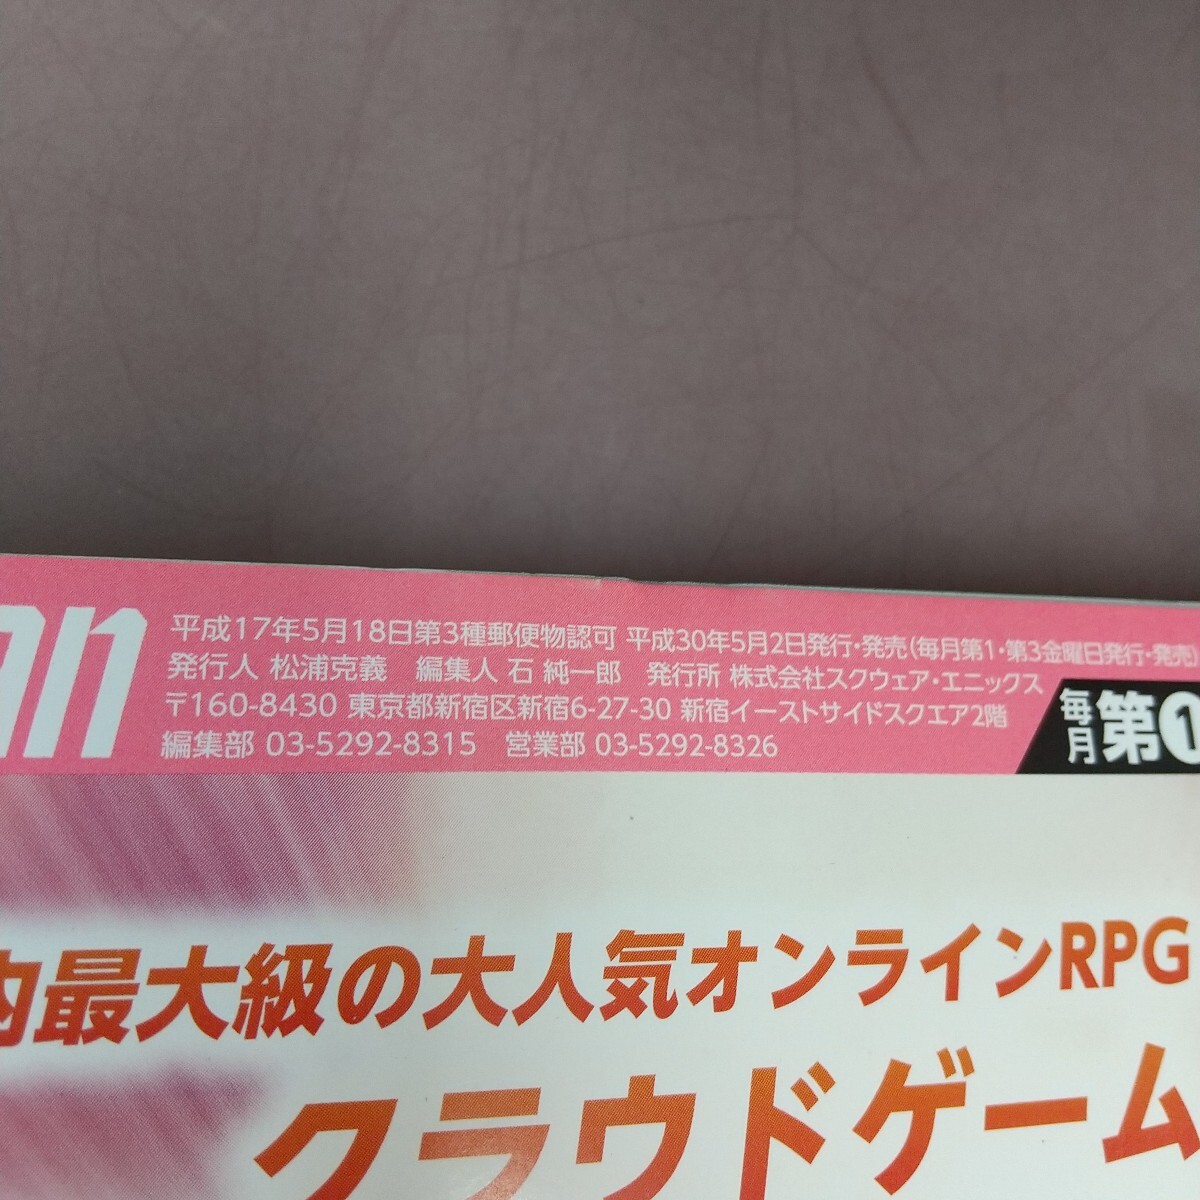 an
平成17年5月18日第3種郵便物認可 平成30年5月2日発行・発売(毎月第1・第3金曜日発行・発売)
発行人 松浦克義 編集人 石 純一郎 発行所 株式会社スクウェア・エニックス
〒160-8430 東京都新宿区新宿6-27-30 新宿イーストサイドスクエア2階
編集部 03-5292-8315 営業部 03-5292-8326
毎月 第1
内最大級の大人気オンラインRPG
クラウドゲーム